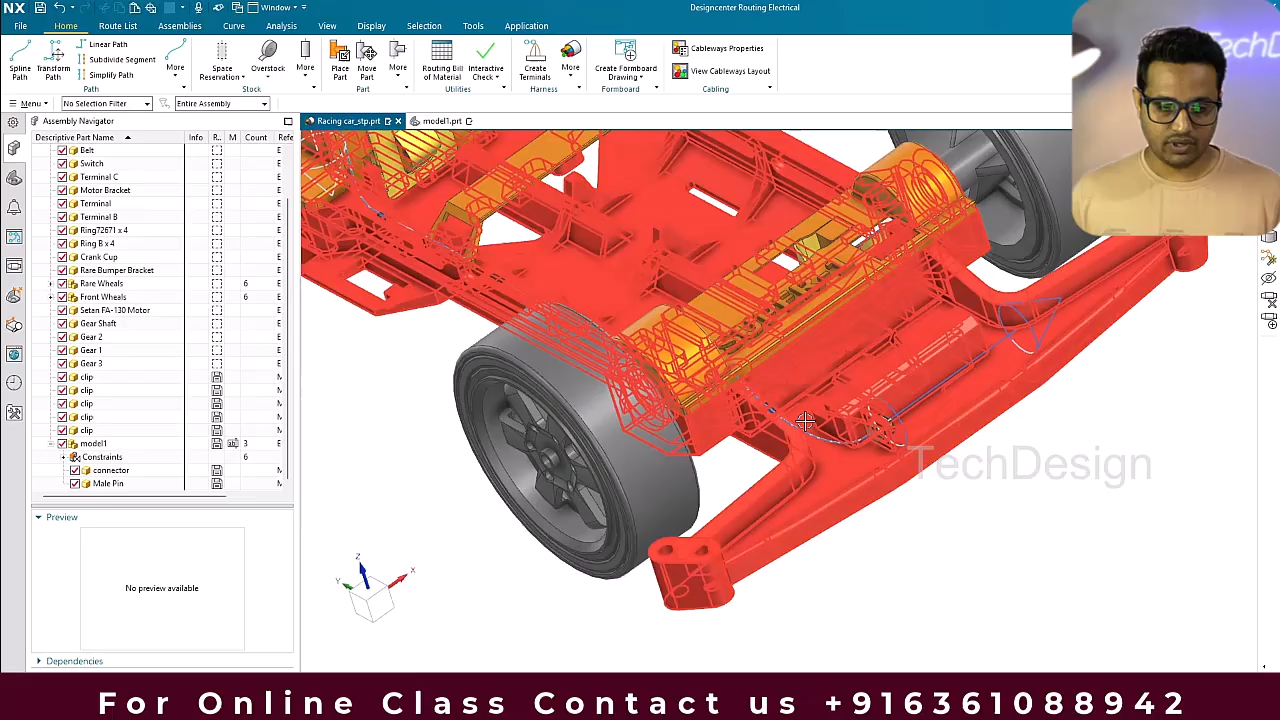 NX
Window
Designcenter Routing Electrical
File
Home
Route List
Assemblies
Curve
Analysis
View
Display
Selection
Tools
Application
Spline Path
Transform Path
Linear Path
Subdivide Segment
Simplify Path
More
Path
Space Reservation
Overstock
More
Stock
Place Part
Move Part
More
Part
Routing Bill of Material
Interactive Check
Utilities
Create Terminals
More
Harness
Create Formboard Drawing
Formboard
Cableways Properties
View Cableways Layout
Cabling
Menu
No Selection Filter
Entire Assembly
Assembly Navigator
Racing car_stp.prt
model1.prt
Descriptive Part Name Info R.. M Count Refe
Belt E
Switch E
Terminal C E
Motor Bracket E
Terminal E
Terminal B E
Ring72671 x 4 E
Ring B x 4 E
Crank Cup E
Rare Bumper Bracket E
Rare Wheals 6 E
Front Wheals 6 E
Setan FA-130 Motor E
Gear Shaft E
Gear 2 E
Gear 1 E
Gear 3 E
clip
clip
clip
clip
clip
model1 3
Constraints 6
connector
Male Pin
Preview
No preview available
Dependencies
Z
Y
X
TechDesign
TechD
For Online Class Contact us +916361088942